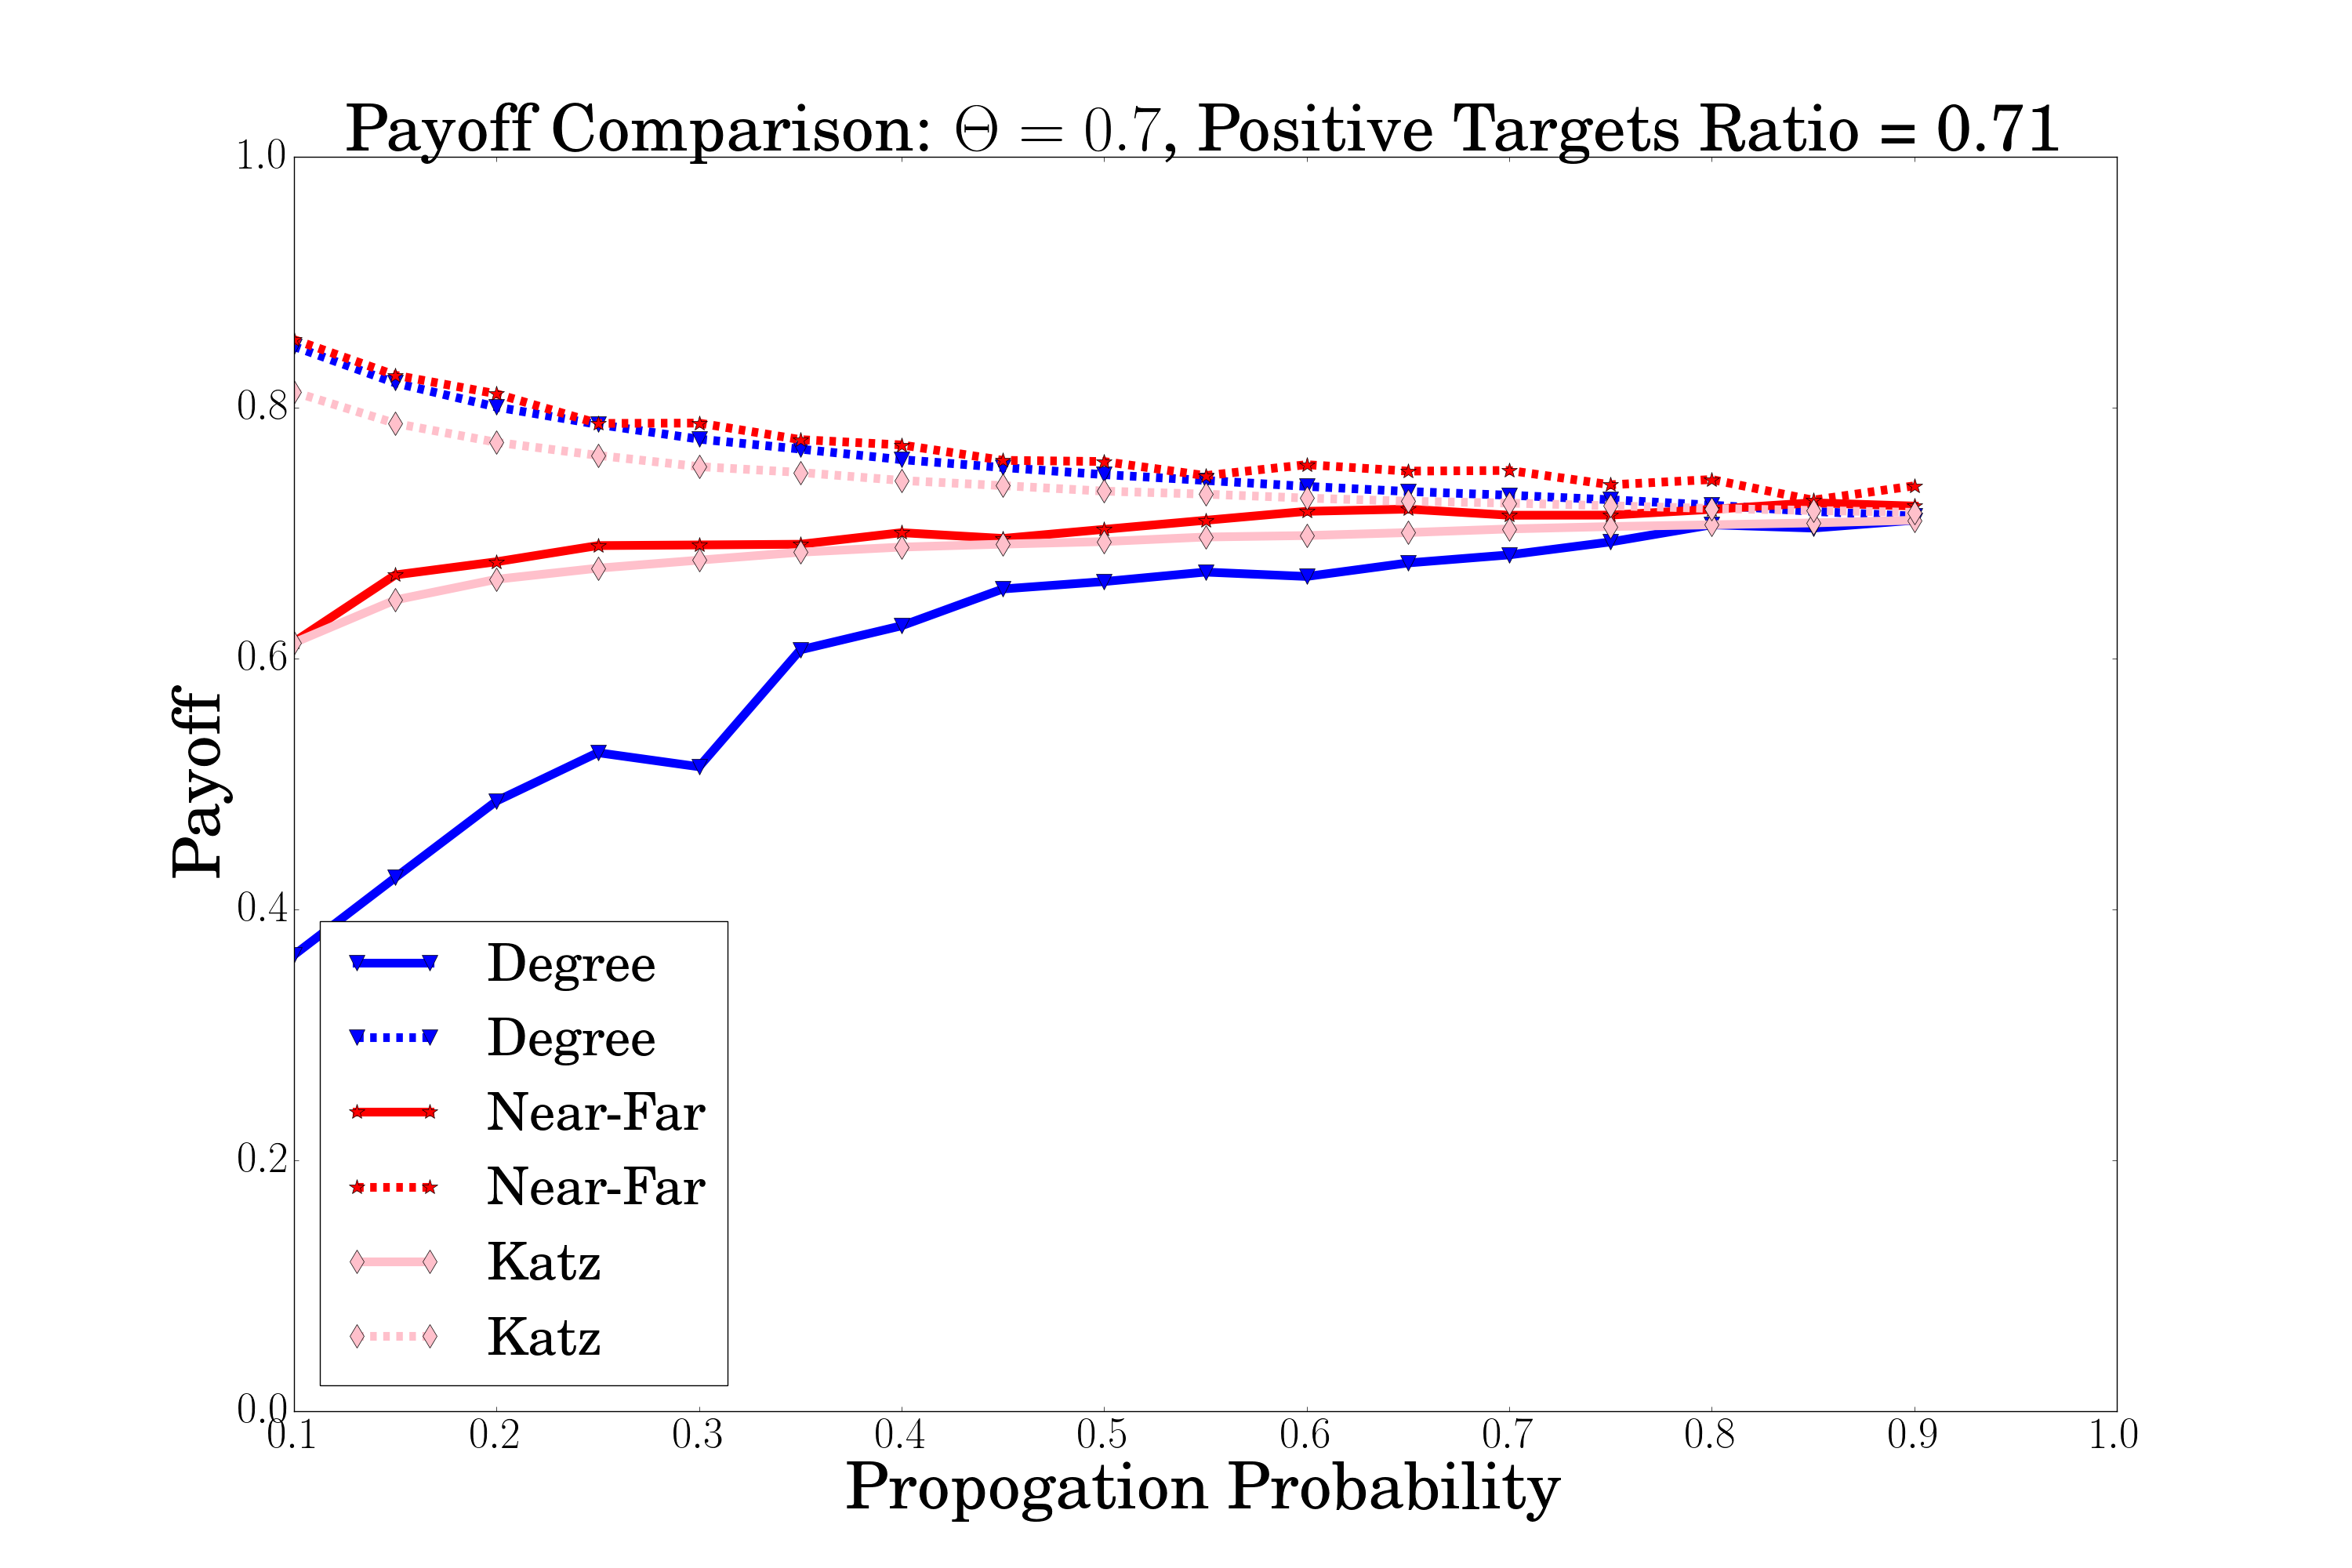 Payoff Comparison: Θ = 0.7, Positive Targets Ratio = 0.71
1.0
0.8
0.6
0.4
0.2
0.0
Payoff
Degree
Degree
Near-Far
Near-Far
Katz
Katz
0.1 0.2 0.3 0.4 0.5 0.6 0.7 0.8 0.9 1.0
Propogation Probability